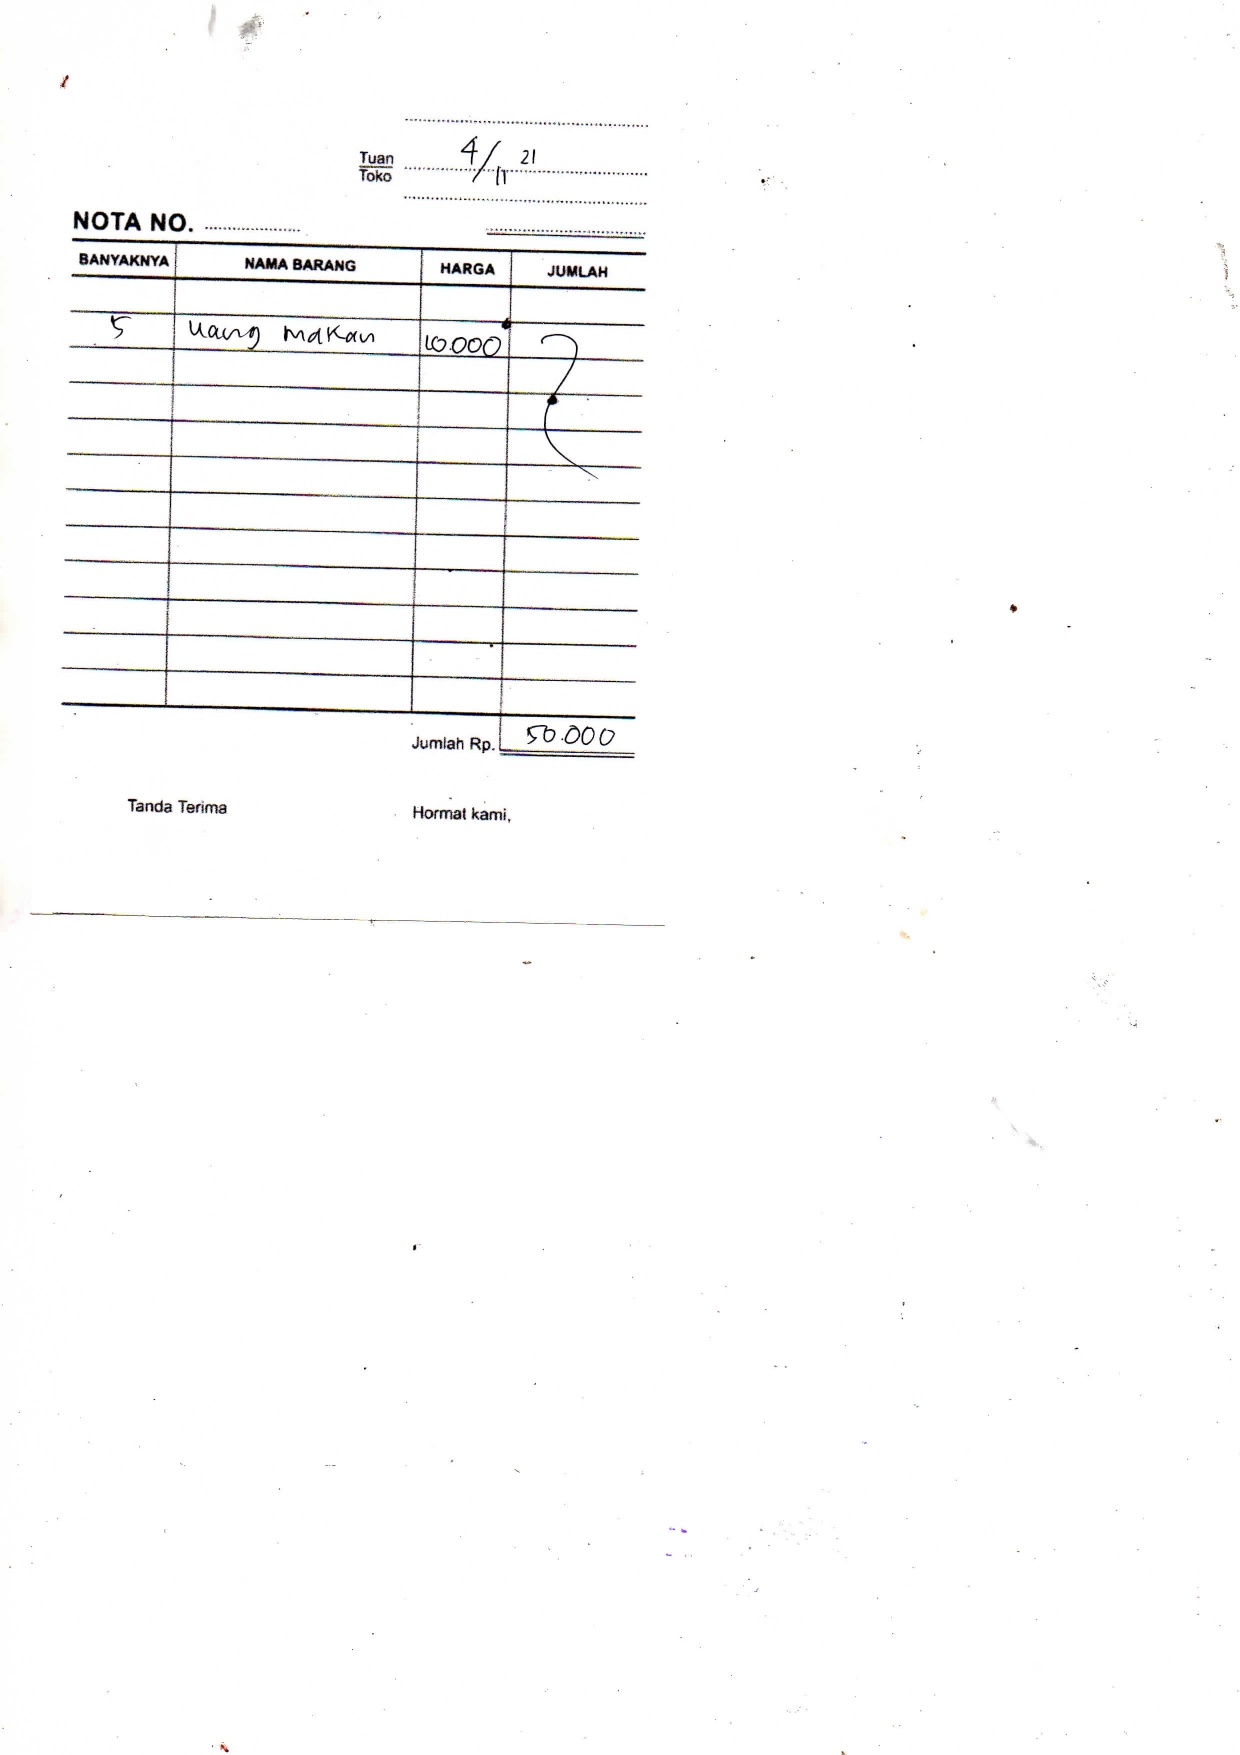 4/11 21
Tuan
Toko
NOTA NO.
BANYAKNYA NAMA BARANG HARGA JUMLAH
5 uang makan 10.000
Jumlah Rp. 50.000
Tanda Terima Hormat kami,